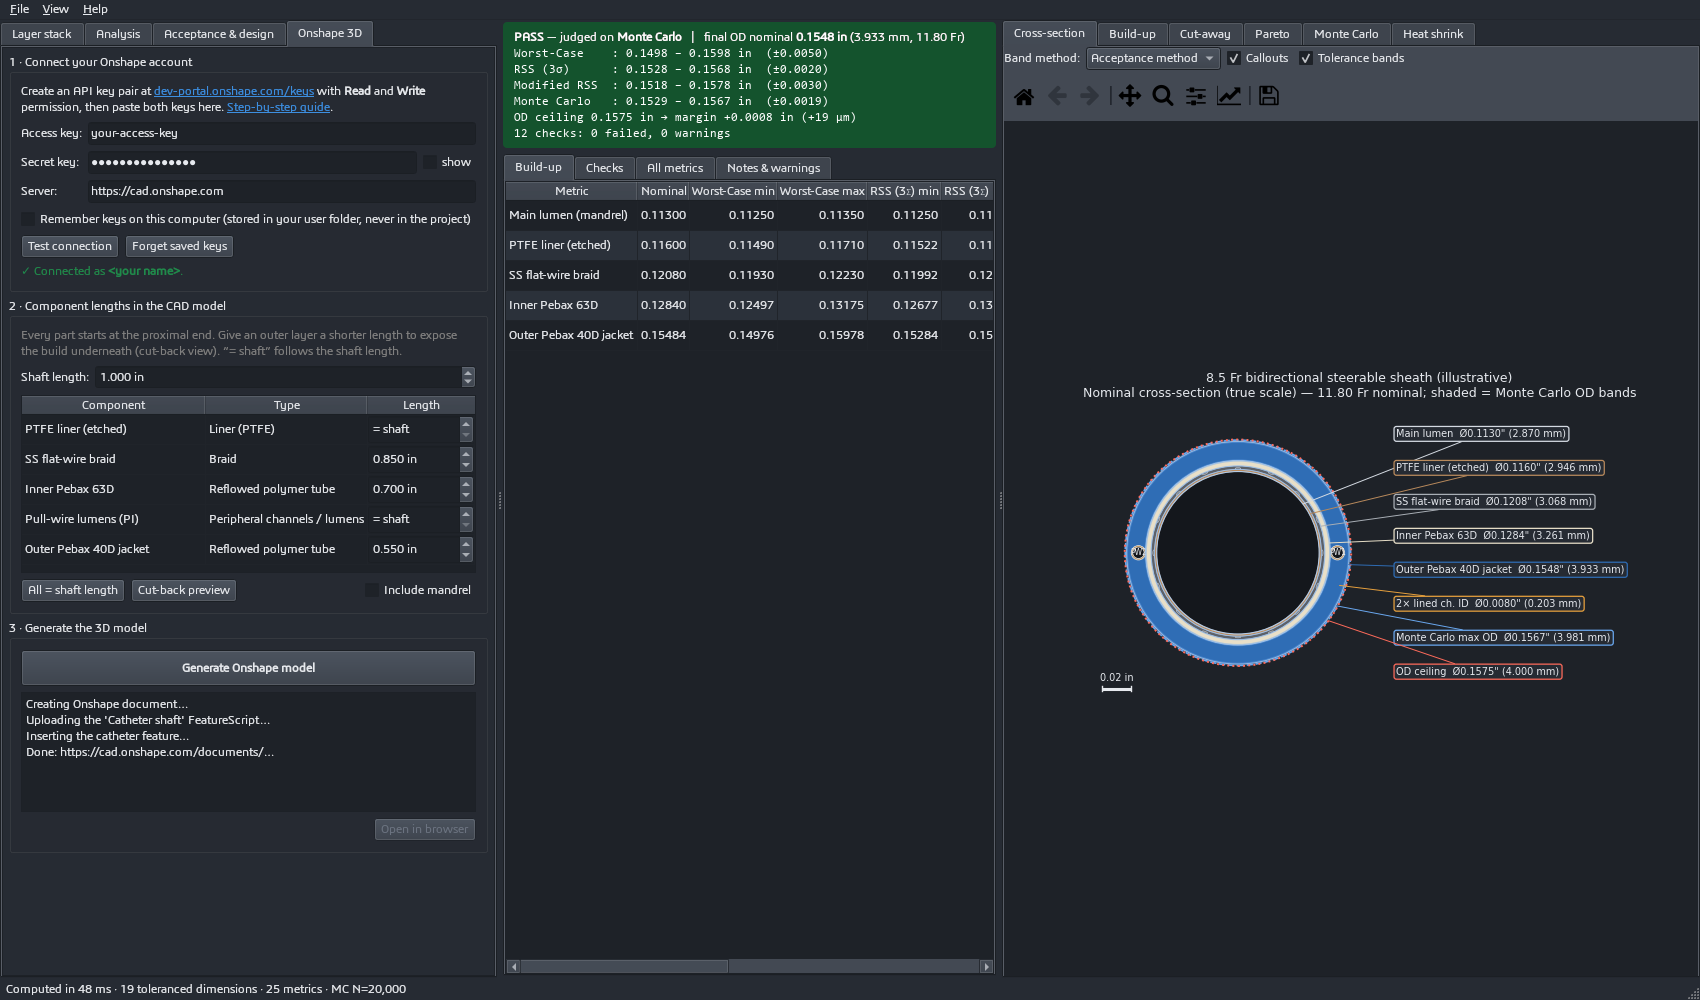 File View Help
Layer stack Analysis Acceptance & design Onshape 3D
1 · Connect your Onshape account
Create an API key pair at dev-portal.onshape.com/keys with Read and Write
permission, then paste both keys here. Step-by-step guide.
Access key: your-access-key
Secret key: ●●●●●●●●●●●●●●● show
Server: https://cad.onshape.com
Remember keys on this computer (stored in your user folder, never in the project)
Test connection Forget saved keys
✓ Connected as <your name>.
2 · Component lengths in the CAD model
Every part starts at the proximal end. Give an outer layer a shorter length to expose
the build underneath (cut-back view). “= shaft” follows the shaft length.
Shaft length: 1.000 in
Component Type Length
PTFE liner (etched) Liner (PTFE) = shaft
SS flat-wire braid Braid 0.850 in
Inner Pebax 63D Reflowed polymer tube 0.700 in
Pull-wire lumens (PI) Peripheral channels / lumens = shaft
Outer Pebax 40D jacket Reflowed polymer tube 0.550 in
All = shaft length Cut-back preview Include mandrel
3 · Generate the 3D model
Generate Onshape model
Creating Onshape document...
Uploading the 'Catheter shaft' FeatureScript...
Inserting the catheter feature...
Done: https://cad.onshape.com/documents/...
Open in browser
PASS — judged on Monte Carlo | final OD nominal 0.1548 in (3.933 mm, 11.80 Fr)
Worst-Case : 0.1498 – 0.1598 in (±0.0050)
RSS (3σ) : 0.1528 – 0.1568 in (±0.0020)
Modified RSS : 0.1518 – 0.1578 in (±0.0030)
Monte Carlo : 0.1529 – 0.1567 in (±0.0019)
OD ceiling 0.1575 in → margin +0.0008 in (+19 µm)
12 checks: 0 failed, 0 warnings
Build-up Checks All metrics Notes & warnings
Metric Nominal Worst-Case min Worst-Case max RSS (3σ) min RSS (3σ)
Main lumen (mandrel) 0.11300 0.11250 0.11350 0.11250 0.11
PTFE liner (etched) 0.11600 0.11490 0.11710 0.11522 0.11
SS flat-wire braid 0.12080 0.11930 0.12230 0.11992 0.12
Inner Pebax 63D 0.12840 0.12497 0.13175 0.12677 0.13
Outer Pebax 40D jacket 0.15484 0.14976 0.15978 0.15284 0.15
Cross-section Build-up Cut-away Pareto Monte Carlo Heat shrink
Band method: Acceptance method Callouts Tolerance bands
8.5 Fr bidirectional steerable sheath (illustrative)
Nominal cross-section (true scale) — 11.80 Fr nominal; shaded = Monte Carlo OD bands
Main lumen Ø0.1130" (2.870 mm)
PTFE liner (etched) Ø0.1160" (2.946 mm)
SS flat-wire braid Ø0.1208" (3.068 mm)
Inner Pebax 63D Ø0.1284" (3.261 mm)
Outer Pebax 40D jacket Ø0.1548" (3.933 mm)
2× lined ch. ID Ø0.0080" (0.203 mm)
Monte Carlo max OD Ø0.1567" (3.981 mm)
OD ceiling Ø0.1575" (4.000 mm)
0.02 in
Computed in 48 ms · 19 toleranced dimensions · 25 metrics · MC N=20,000